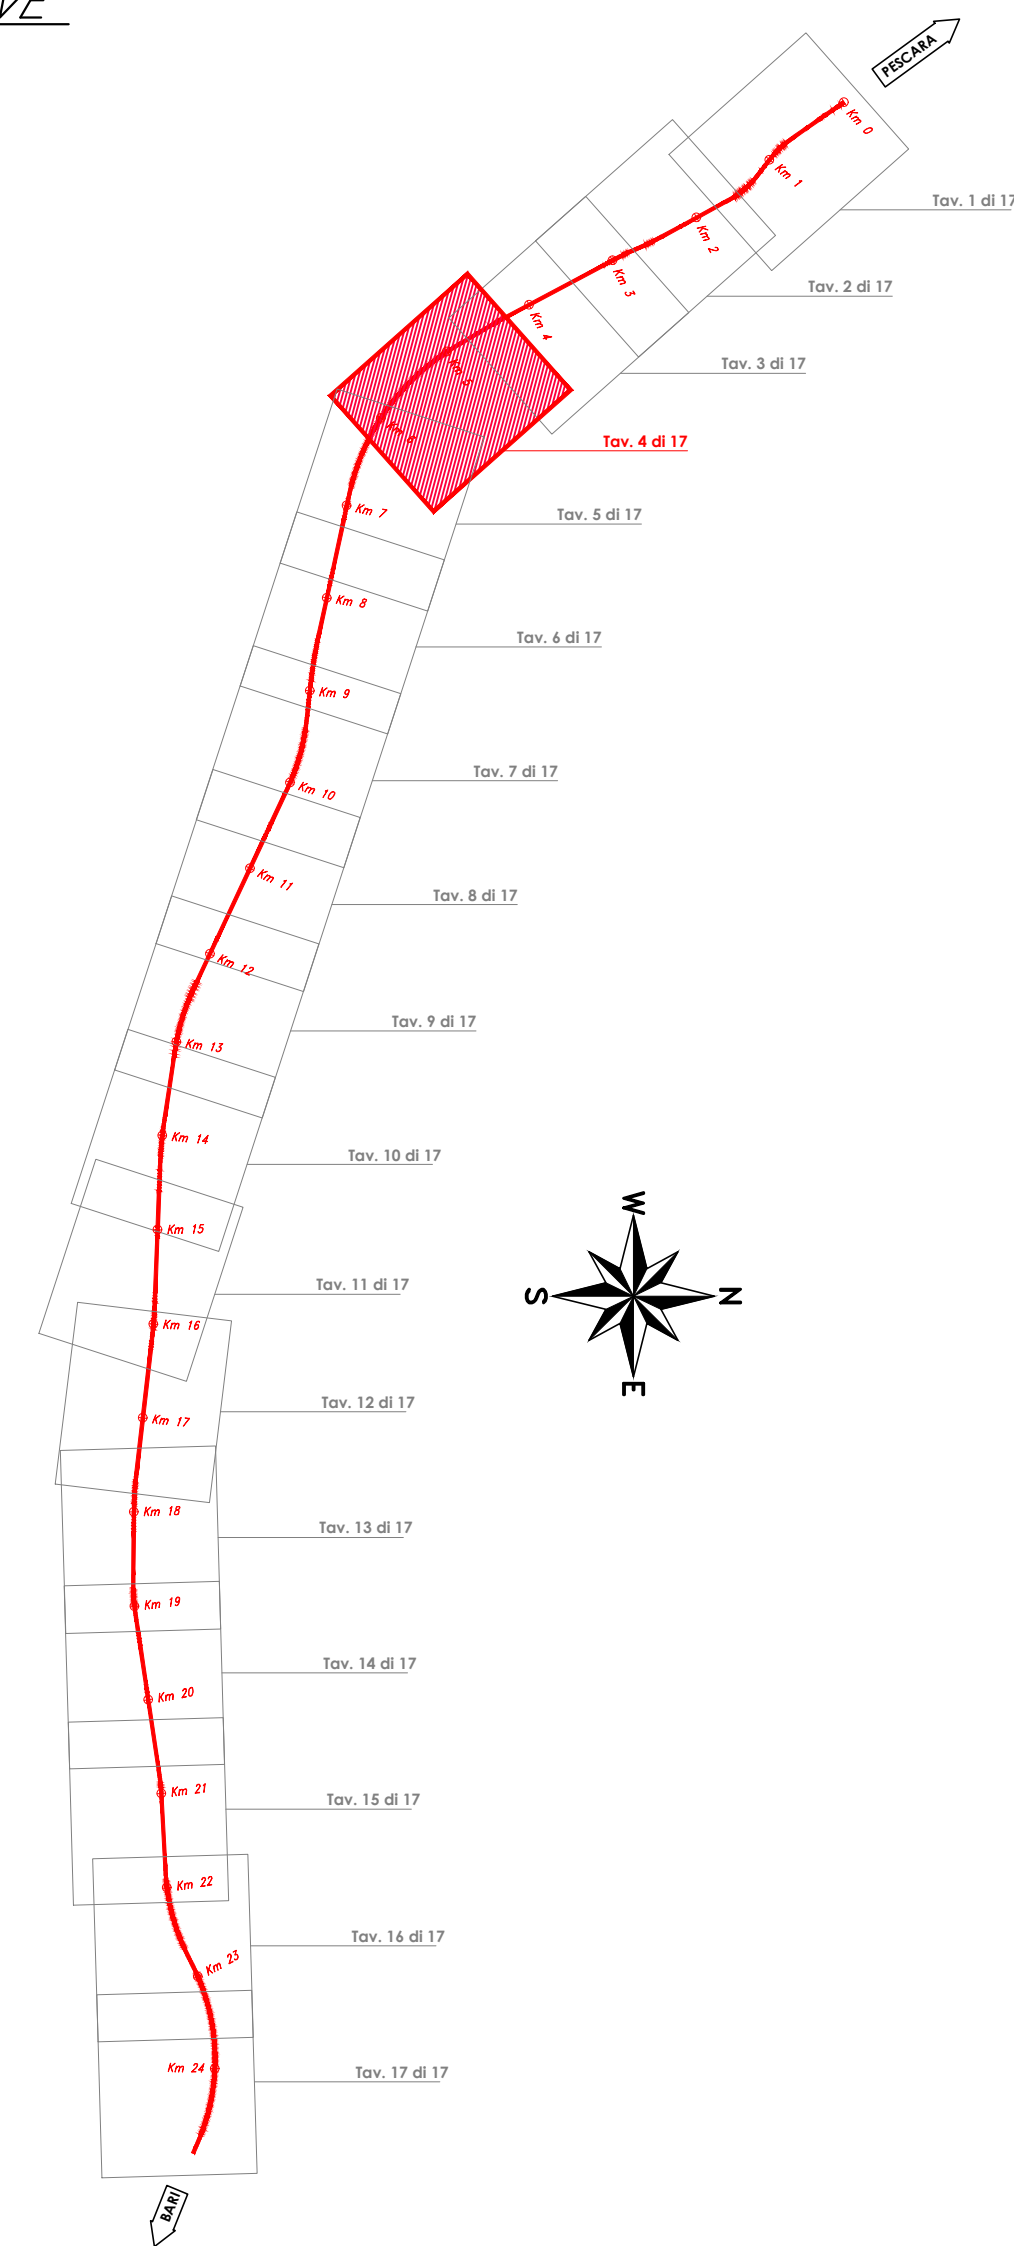 PESCARA
Km 0
Km 1
Tav. 1 di 17
Km 2
Km 3
Tav. 2 di 17
Km 4
Km 5
Tav. 3 di 17
Km 6
Tav. 4 di 17
Km 7
Tav. 5 di 17
Km 8
Tav. 6 di 17
Km 9
Tav. 7 di 17
Km 10
Km 11
Tav. 8 di 17
Km 12
Tav. 9 di 17
Km 13
Km 14
Tav. 10 di 17
Km 15
W
Tav. 11 di 17
S
N
Km 16
E
Tav. 12 di 17
Km 17
Km 18
Tav. 13 di 17
Km 19
Tav. 14 di 17
Km 20
Km 21
Tav. 15 di 17
Km 22
Tav. 16 di 17
Km 23
Km 24
Tav. 17 di 17
BARI